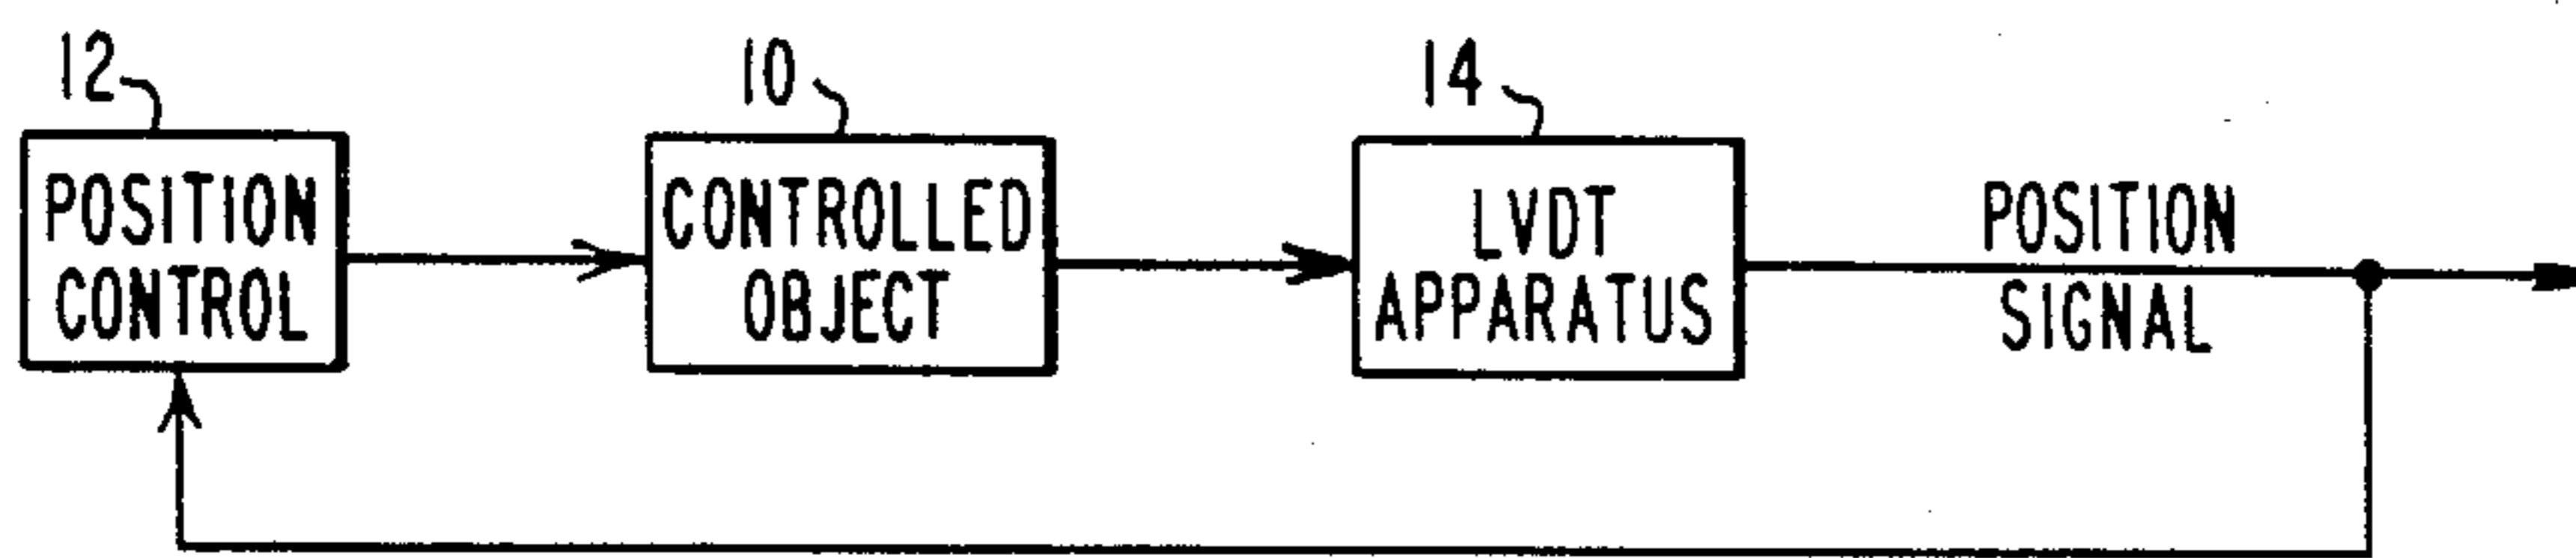 12
10
14
POSITION
CONTROL
CONTROLLED
OBJECT
LVDT
APPARATUS
POSITION
SIGNAL